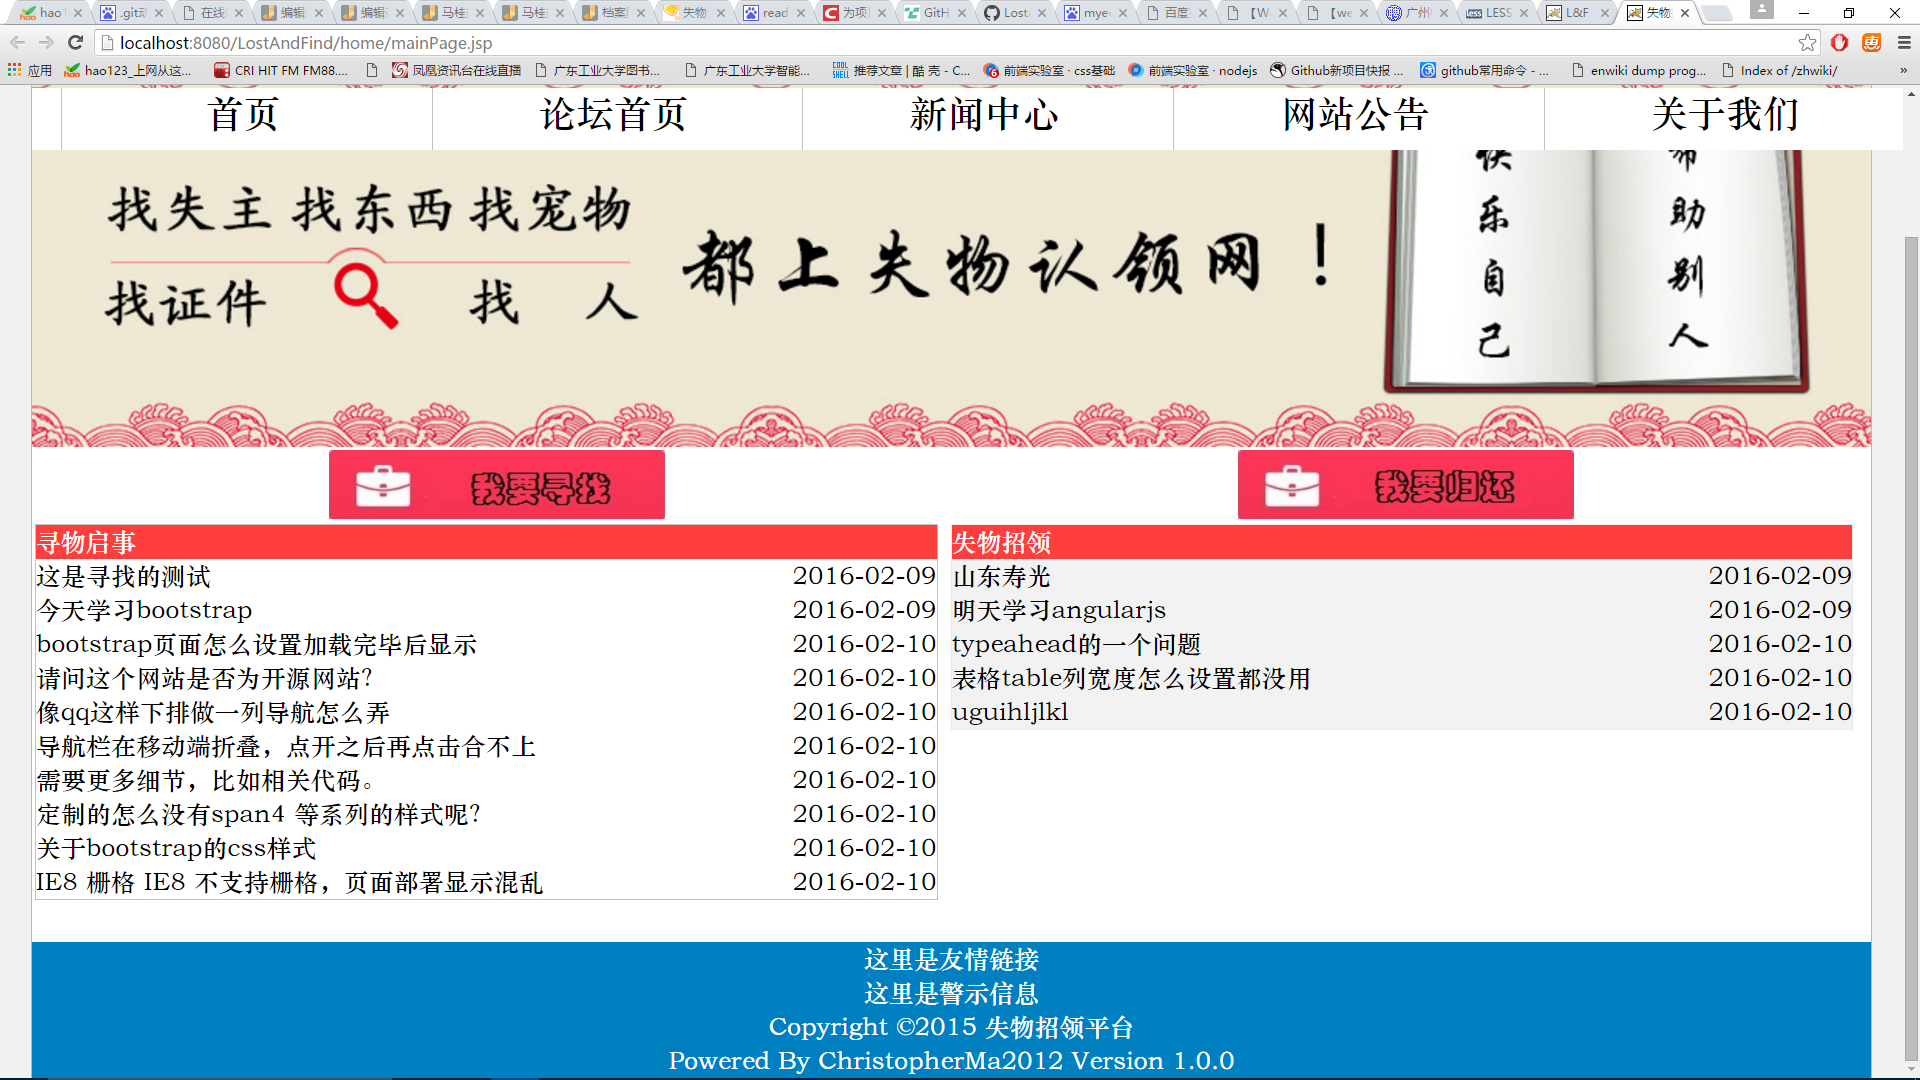 hao1 .git动 在线 编辑 编辑 马桂 马桂 档案 失物 read 为项 GitH Lost myec 百度 【W 【we 广州 LESS L&F 失物
localhost:8080/LostAndFind/home/mainPage.jsp
应用 hao123_上网从这... CRI HIT FM FM88.... 凤凰资讯台在线直播 广东工业大学图书... 广东工业大学智能... 推荐文章 | 酷 壳 - C... 前端实验室 · css基础 前端实验室 · nodejs Github新项目快报 ... github常用命令 - ... enwiki dump prog... Index of /zhwiki/ »
首页 论坛首页 新闻中心 网站公告 关于我们
找失主 找东西 找宠物
找证件 找 人
都上失物认领网！
快乐自己
帮助别人
我要寻找 我要归还
寻物启事
这是寻找的测试 2016-02-09
今天学习bootstrap 2016-02-09
bootstrap页面怎么设置加载完毕后显示 2016-02-10
请问这个网站是否为开源网站? 2016-02-10
像qq这样下排做一列导航怎么弄 2016-02-10
导航栏在移动端折叠，点开之后再点击合不上 2016-02-10
需要更多细节，比如相关代码。 2016-02-10
定制的怎么没有span4 等系列的样式呢? 2016-02-10
关于bootstrap的css样式 2016-02-10
IE8 栅格 IE8 不支持栅格，页面部署显示混乱 2016-02-10
失物招领
山东寿光 2016-02-09
明天学习angularjs 2016-02-09
typeahead的一个问题 2016-02-10
表格table列宽度怎么设置都没用 2016-02-10
uguihljlkl 2016-02-10
这里是友情链接
这里是警示信息
Copyright ©2015 失物招领平台
Powered By ChristopherMa2012 Version 1.0.0